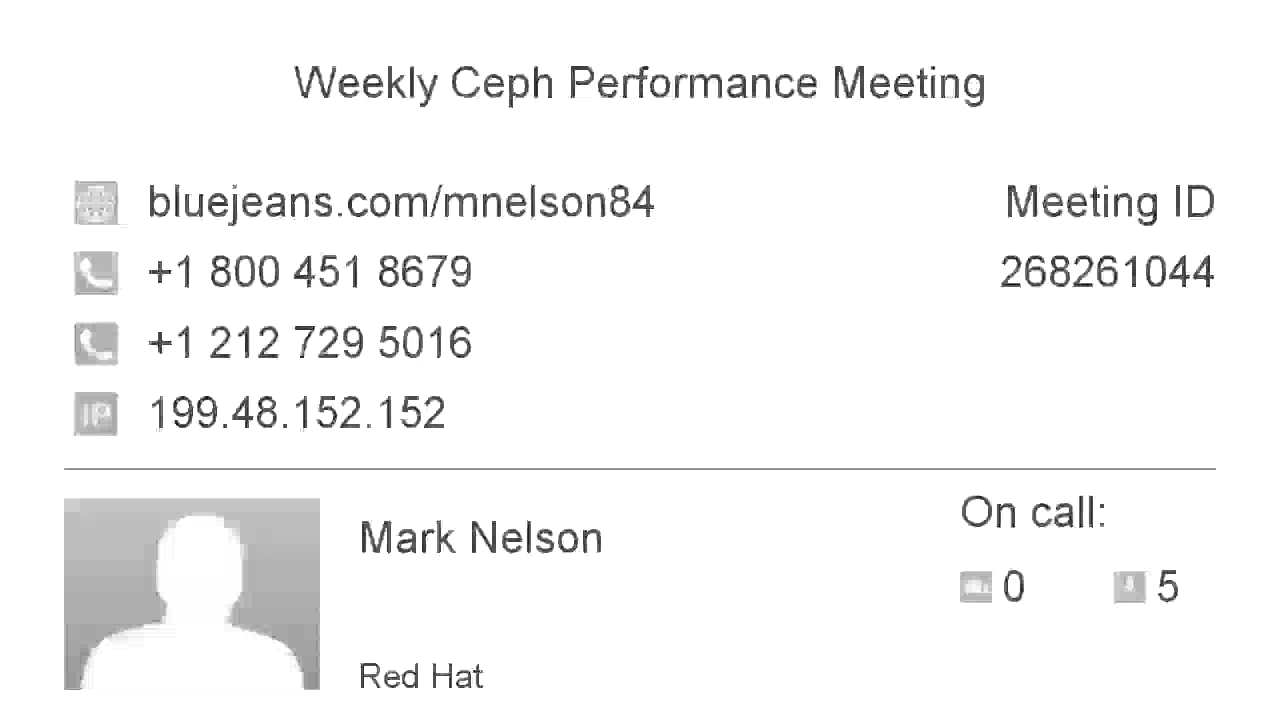 Weekly Ceph Performance Meeting
bluejeans.com/mnelson84
Meeting ID
+1 800 451 8679
268261044
+1 212 729 5016
IP 199.48.152.152
On call:
Mark Nelson
0 5
Red Hat